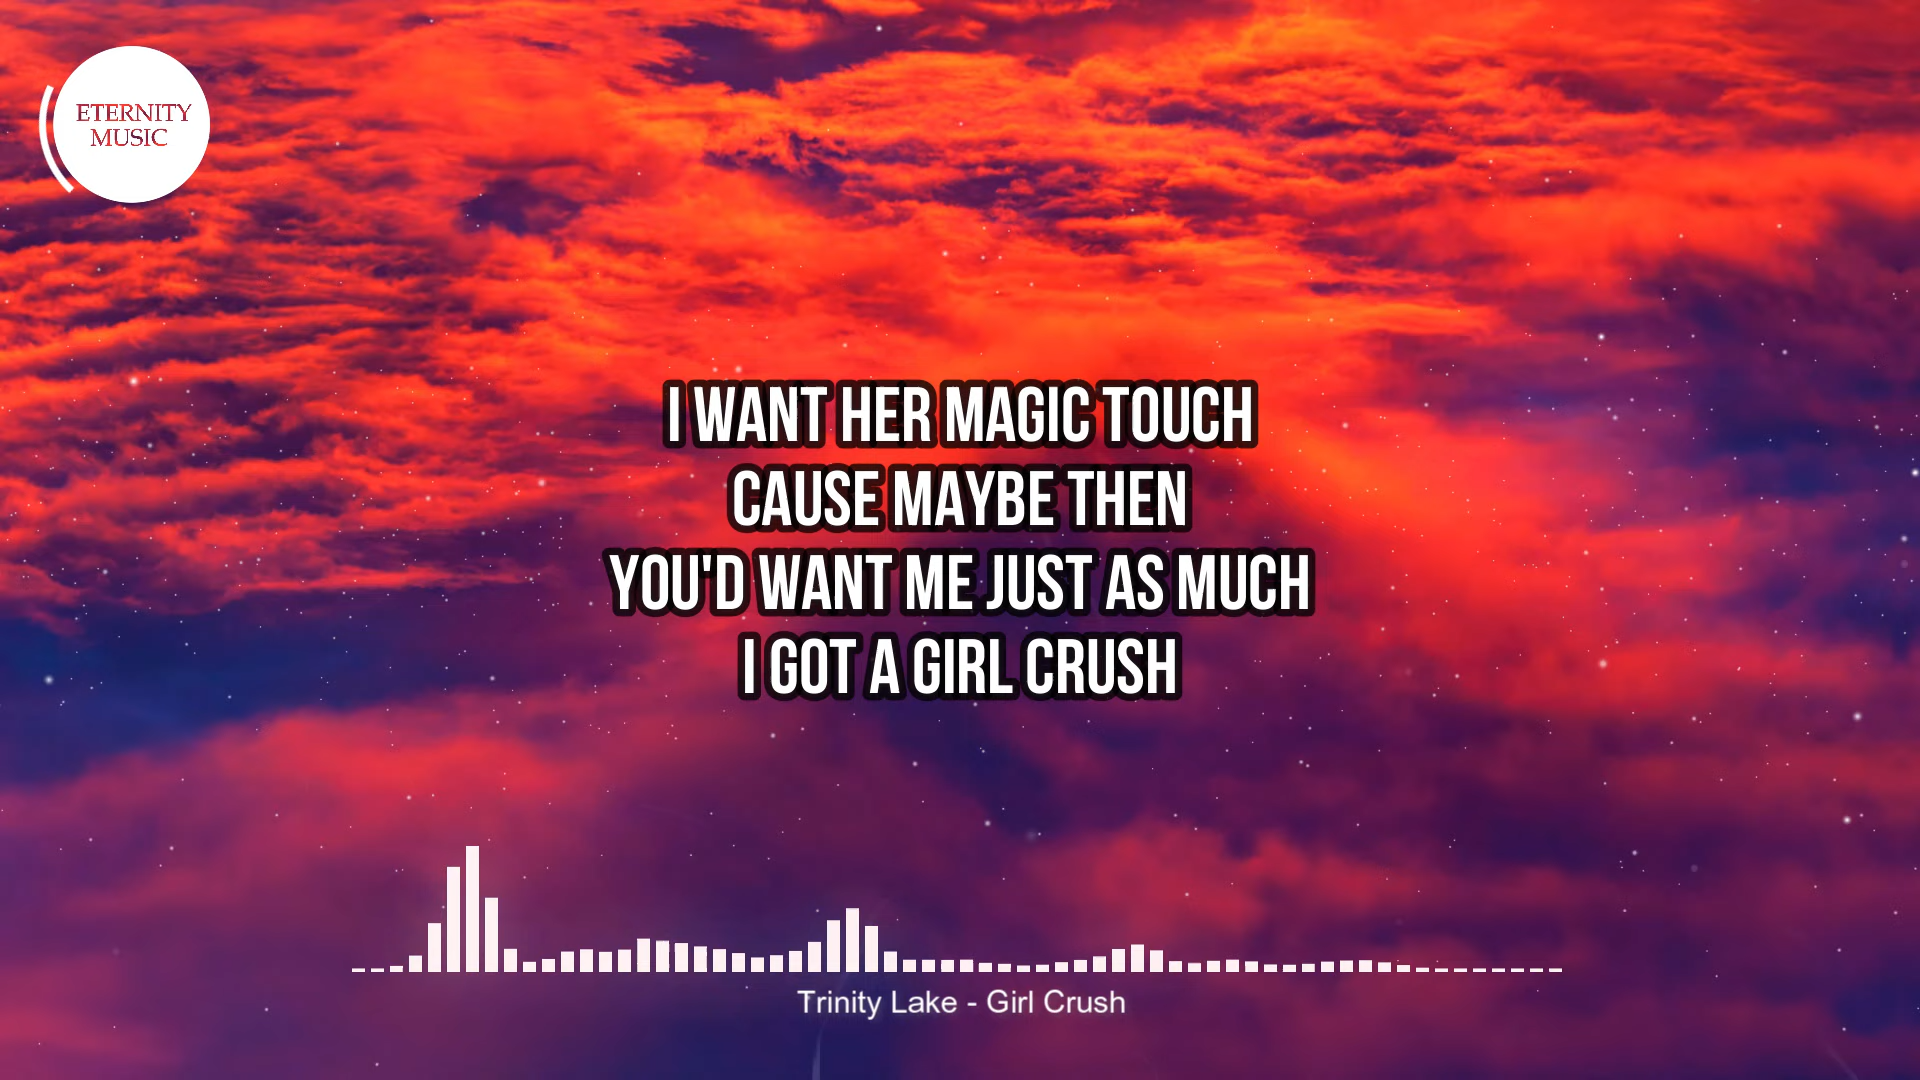 ETERNITY
MUSIC
I WANT HER MAGIC TOUCH
CAUSE MAYBE THEN
YOU'D WANT ME JUST AS MUCH
I GOT A GIRL CRUSH
Trinity Lake - Girl Crush